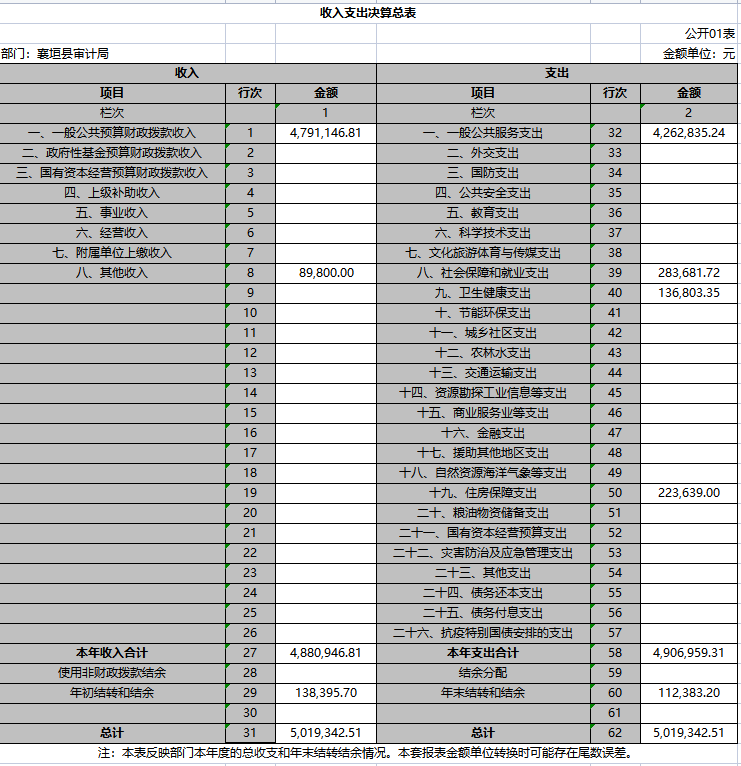 收入支出决算总表
公开01表
部门：襄垣县审计局 金额单位：元
收入 支出
项目 行次 金额 项目 行次 金额
栏次 1 栏次 2
一、一般公共预算财政拨款收入 1 4,791,146.81 一、一般公共服务支出 32 4,262,835.24
二、政府性基金预算财政拨款收入 2 二、外交支出 33
三、国有资本经营预算财政拨款收入 3 三、国防支出 34
四、上级补助收入 4 四、公共安全支出 35
五、事业收入 5 五、教育支出 36
六、经营收入 6 六、科学技术支出 37
七、附属单位上缴收入 7 七、文化旅游体育与传媒支出 38
八、其他收入 8 89,800.00 八、社会保障和就业支出 39 283,681.72
9 九、卫生健康支出 40 136,803.35
10 十、节能环保支出 41
11 十一、城乡社区支出 42
12 十二、农林水支出 43
13 十三、交通运输支出 44
14 十四、资源勘探工业信息等支出 45
15 十五、商业服务业等支出 46
16 十六、金融支出 47
17 十七、援助其他地区支出 48
18 十八、自然资源海洋气象等支出 49
19 十九、住房保障支出 50 223,639.00
20 二十、粮油物资储备支出 51
21 二十一、国有资本经营预算支出 52
22 二十二、灾害防治及应急管理支出 53
23 二十三、其他支出 54
24 二十四、债务还本支出 55
25 二十五、债务付息支出 56
26 二十六、抗疫特别国债安排的支出 57
本年收入合计 27 4,880,946.81 本年支出合计 58 4,906,959.31
使用非财政拨款结余 28 结余分配 59
年初结转和结余 29 138,395.70 年末结转和结余 60 112,383.20
30 61
总计 31 5,019,342.51 总计 62 5,019,342.51
注：本表反映部门本年度的总收支和年末结转结余情况。本套报表金额单位转换时可能存在尾数误差。